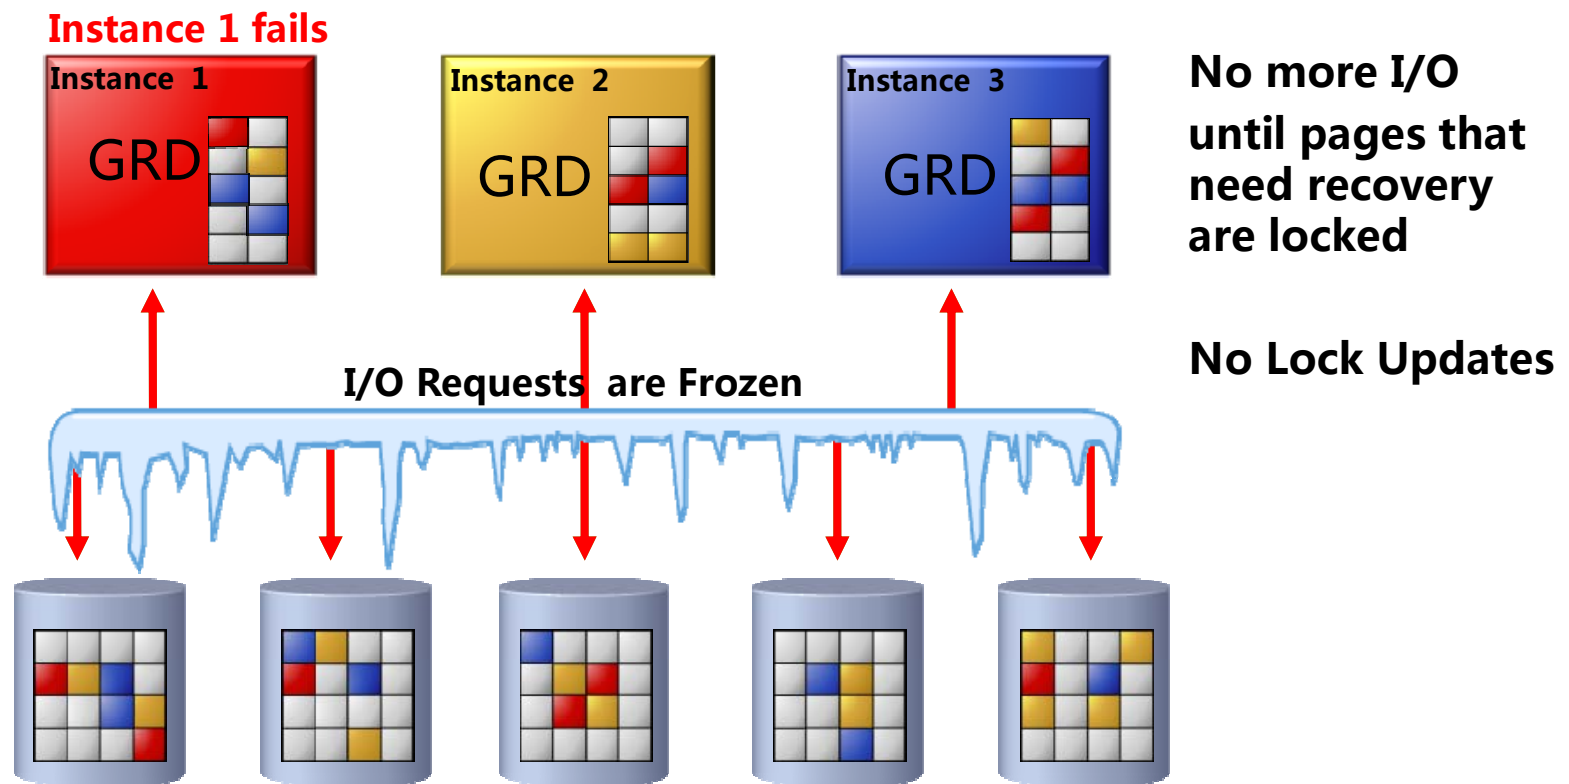 Instance 1 fails
Instance 1
GRD
Instance 2
GRD
Instance 3
GRD
No more I/O
until pages that
need recovery
are locked
No Lock Updates
I/O Requests are Frozen